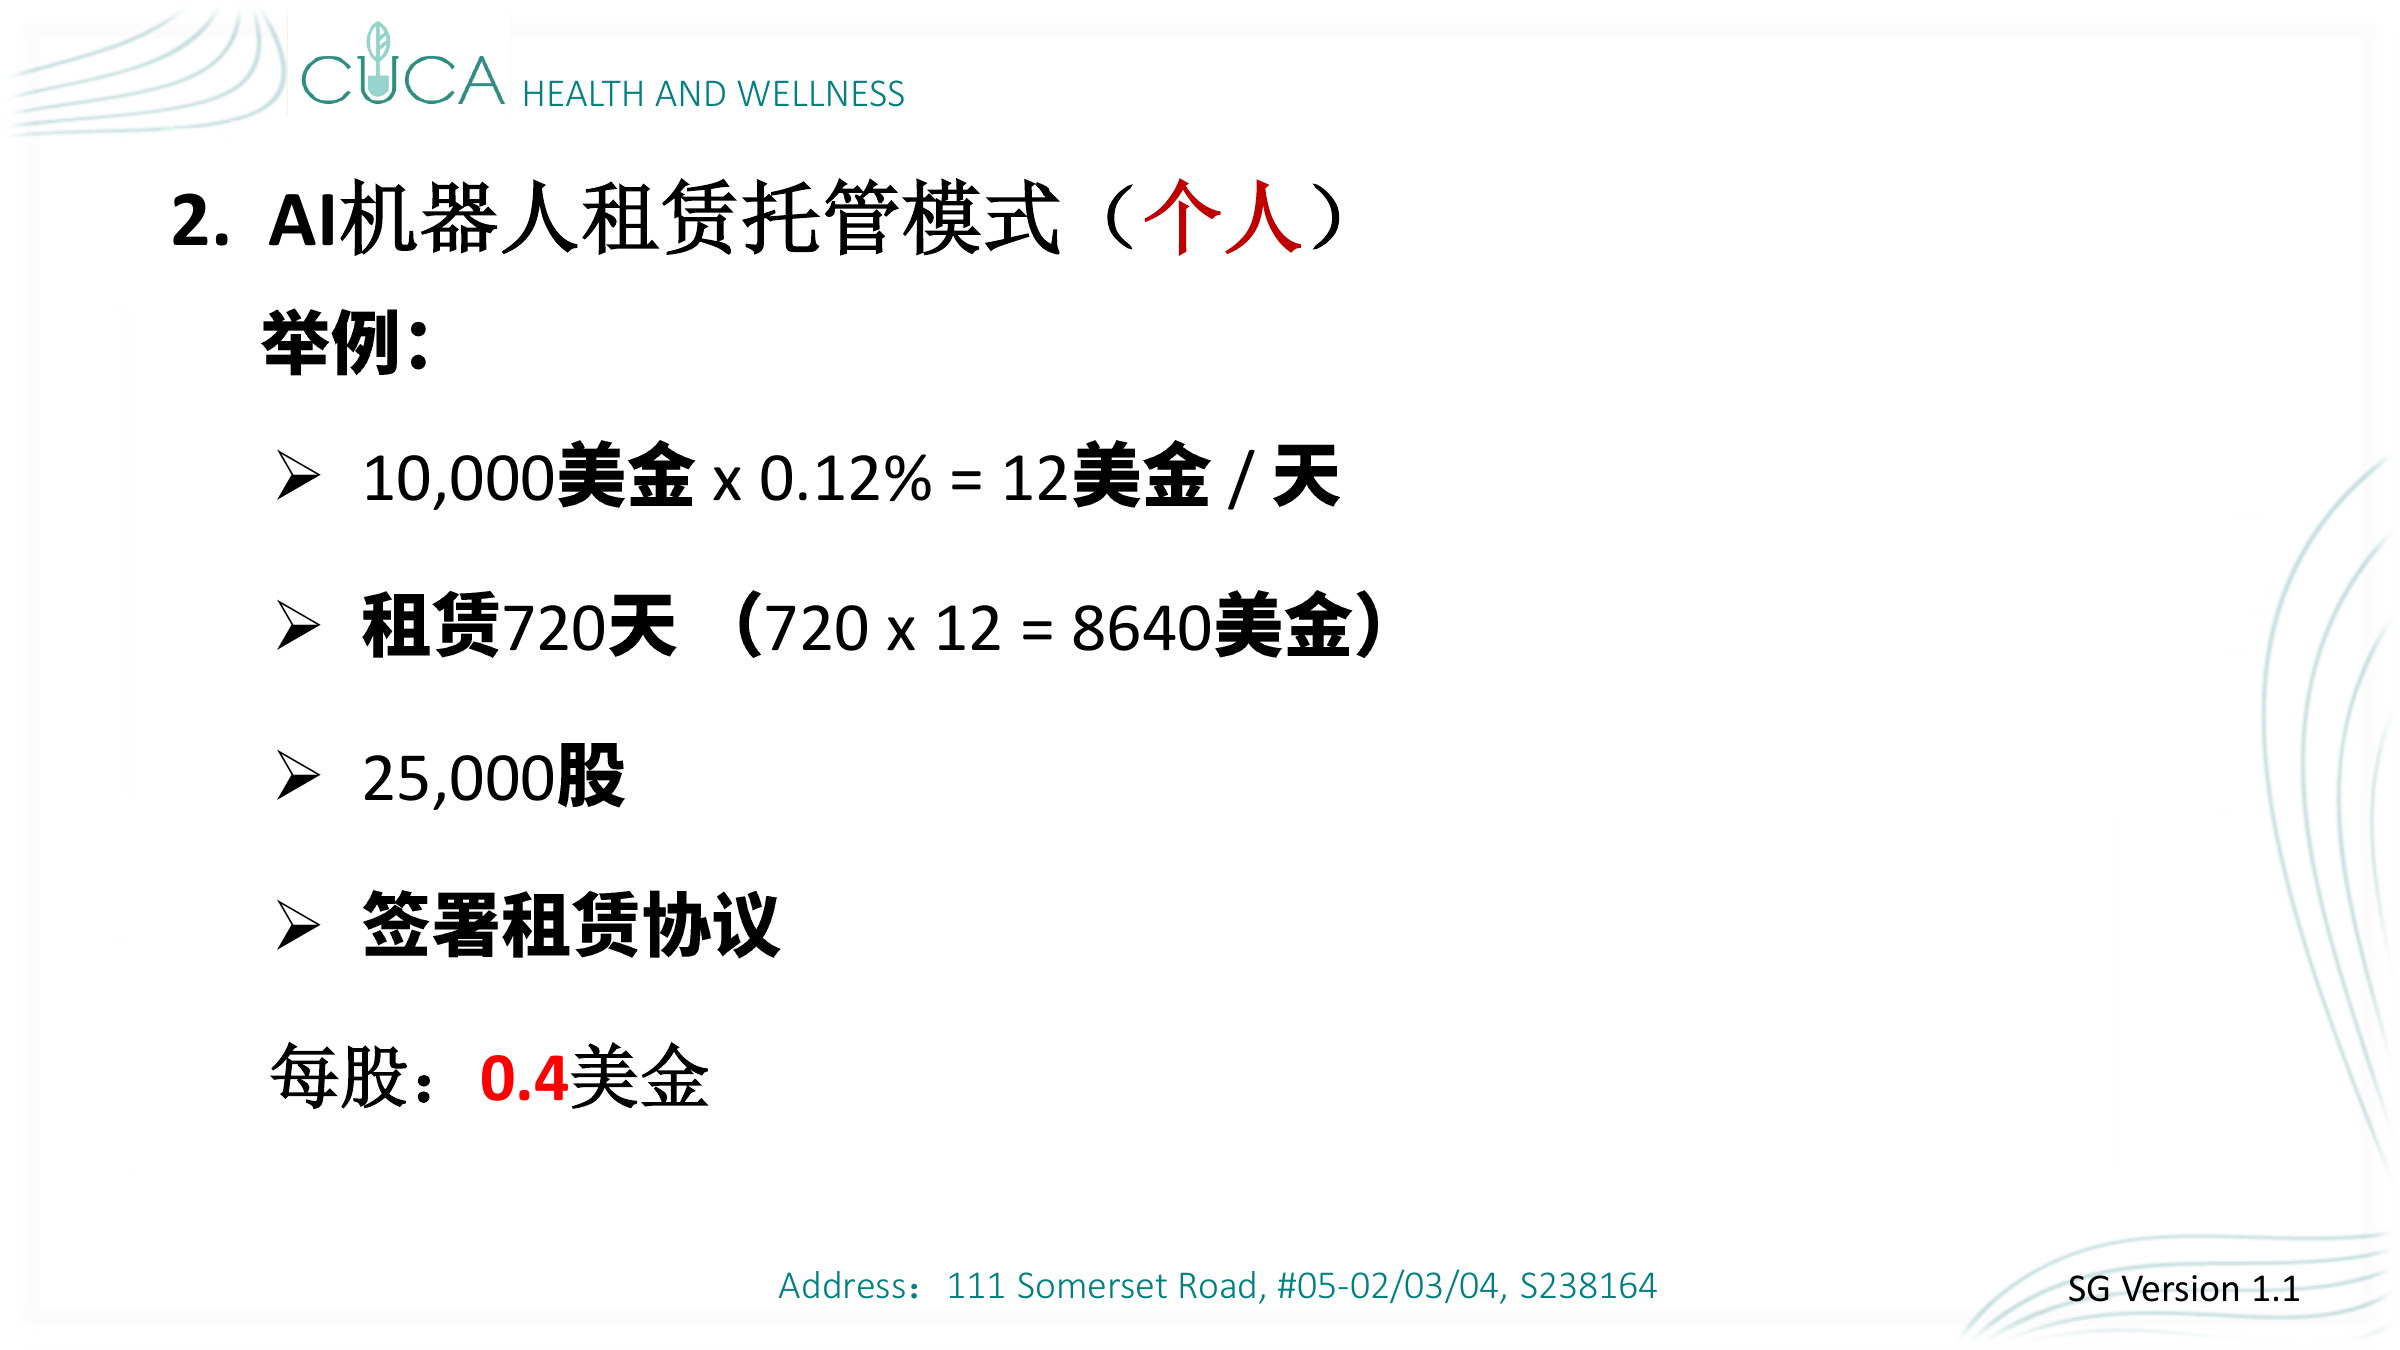 CUCA HEALTH AND WELLNESS
2. AI机器人租赁托管模式（个人）
举例：
➢ 10,000美金 x 0.12% = 12美金 / 天
➢ 租赁720天 （720 x 12 = 8640美金）
➢ 25,000股
➢ 签署租赁协议
每股：0.4美金
Address：111 Somerset Road, #05-02/03/04, S238164
SG Version 1.1